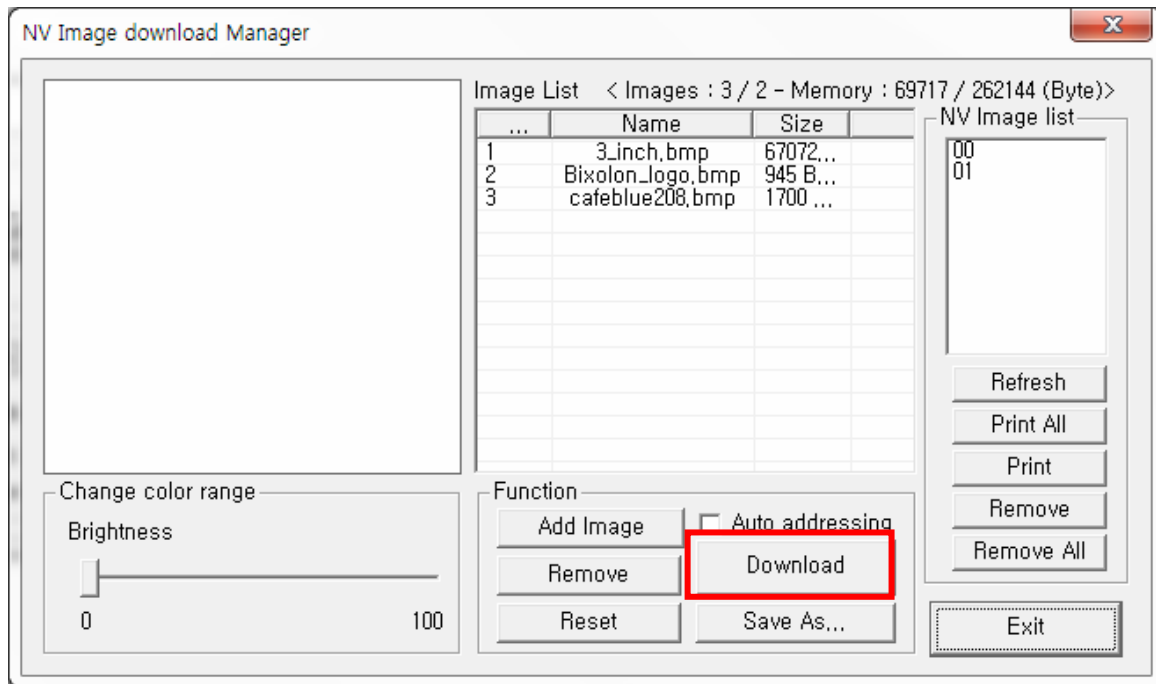 NV Image download Manager
Image List < Images : 3 / 2 - Memory : 69717 / 262144 (Byte)>
... Name Size
1 3_inch.bmp 67072...
2 Bixolon_logo.bmp 945 B...
3 cafeblue208.bmp 1700 ...
NV Image list
00
01
Refresh
Print All
Print
Remove
Remove All
Change color range
Brightness
0 100
Function
Add Image Auto addressing
Remove Download
Reset Save As...
Exit